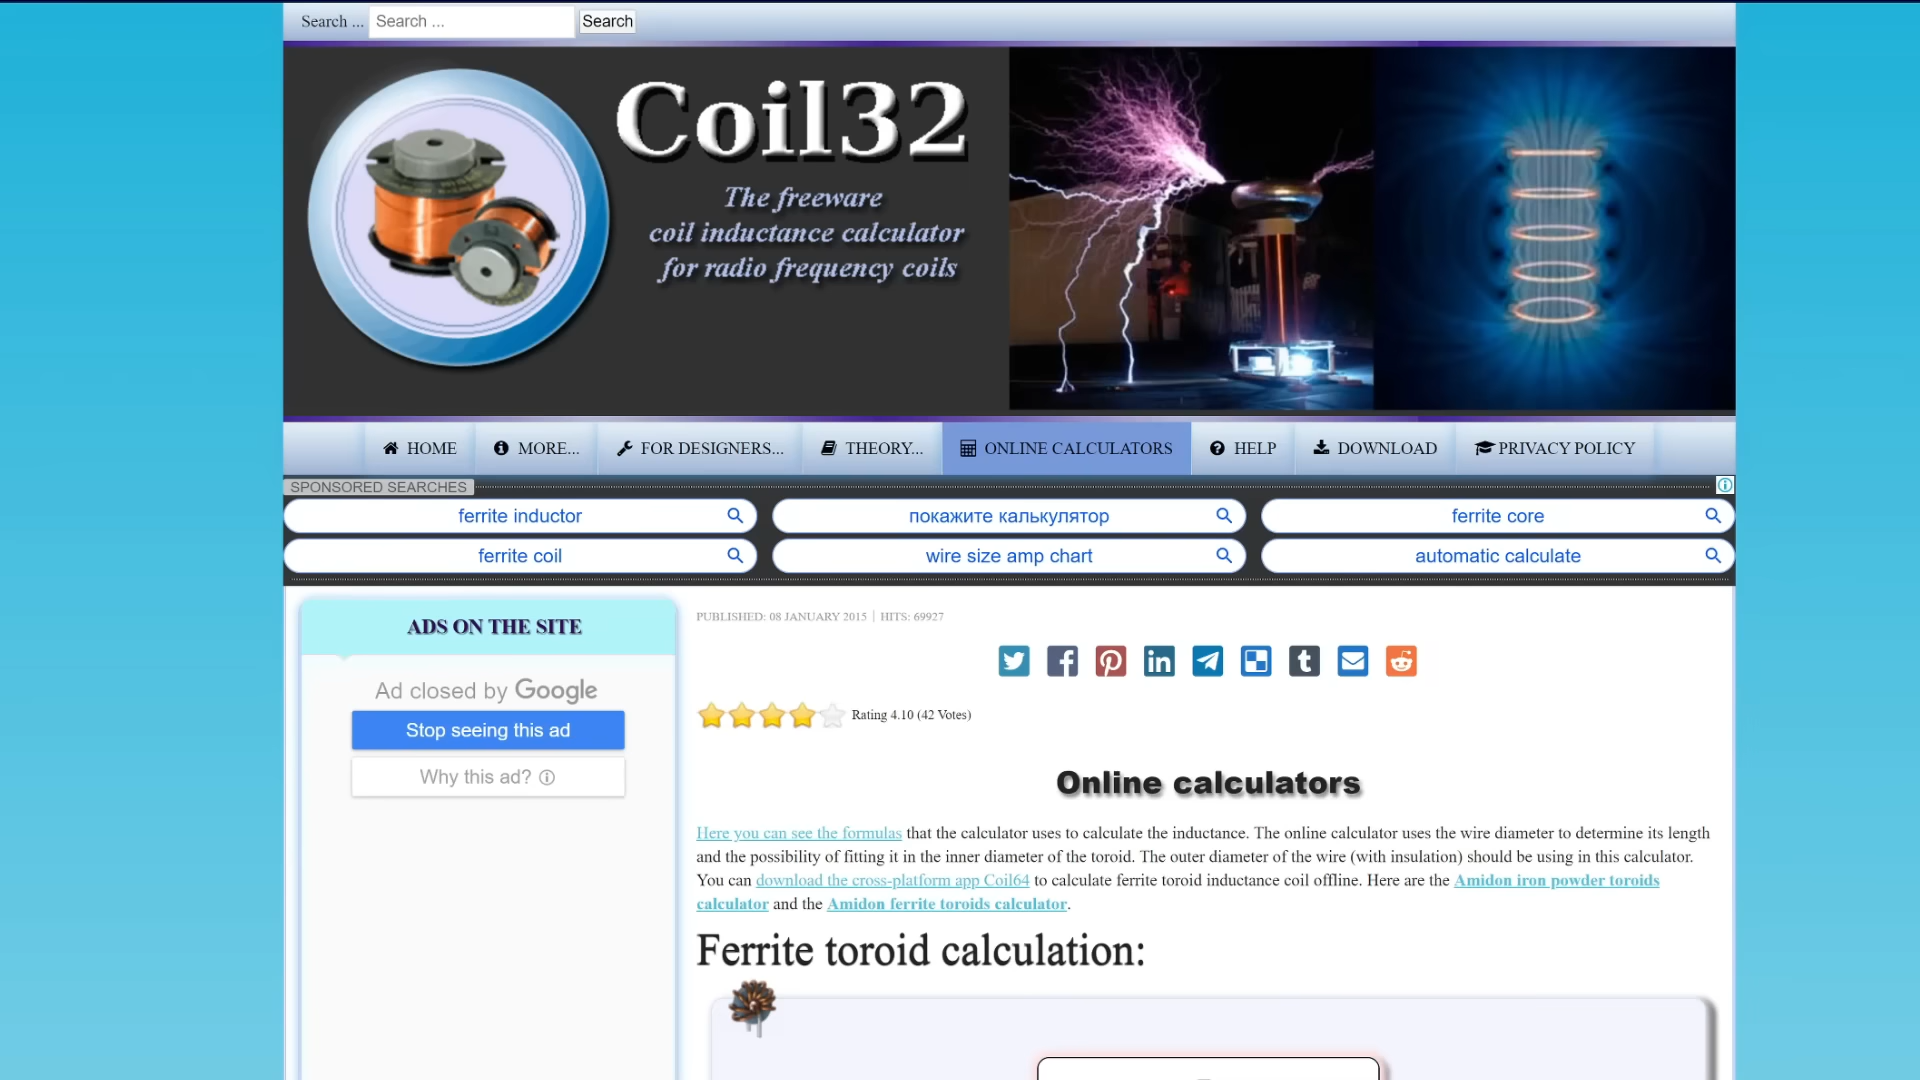 Search ... Search ... Search
Coil32
The freeware
coil inductance calculator
for radio frequency coils
HOME MORE... FOR DESIGNERS... THEORY... ONLINE CALCULATORS HELP DOWNLOAD PRIVACY POLICY
SPONSORED SEARCHES
ferrite inductor покажите калькулятор ferrite core
ferrite coil wire size amp chart automatic calculate
ADS ON THE SITE
Ad closed by Google
Stop seeing this ad
Why this ad?
PUBLISHED: 08 JANUARY 2015 HITS: 69927
Rating 4.10 (42 Votes)
Online calculators
Here you can see the formulas that the calculator uses to calculate the inductance. The online calculator uses the wire diameter to determine its length
and the possibility of fitting it in the inner diameter of the toroid. The outer diameter of the wire (with insulation) should be using in this calculator.
You can download the cross-platform app Coil64 to calculate ferrite toroid inductance coil offline. Here are the Amidon iron powder toroids
calculator and the Amidon ferrite toroids calculator.
Ferrite toroid calculation: